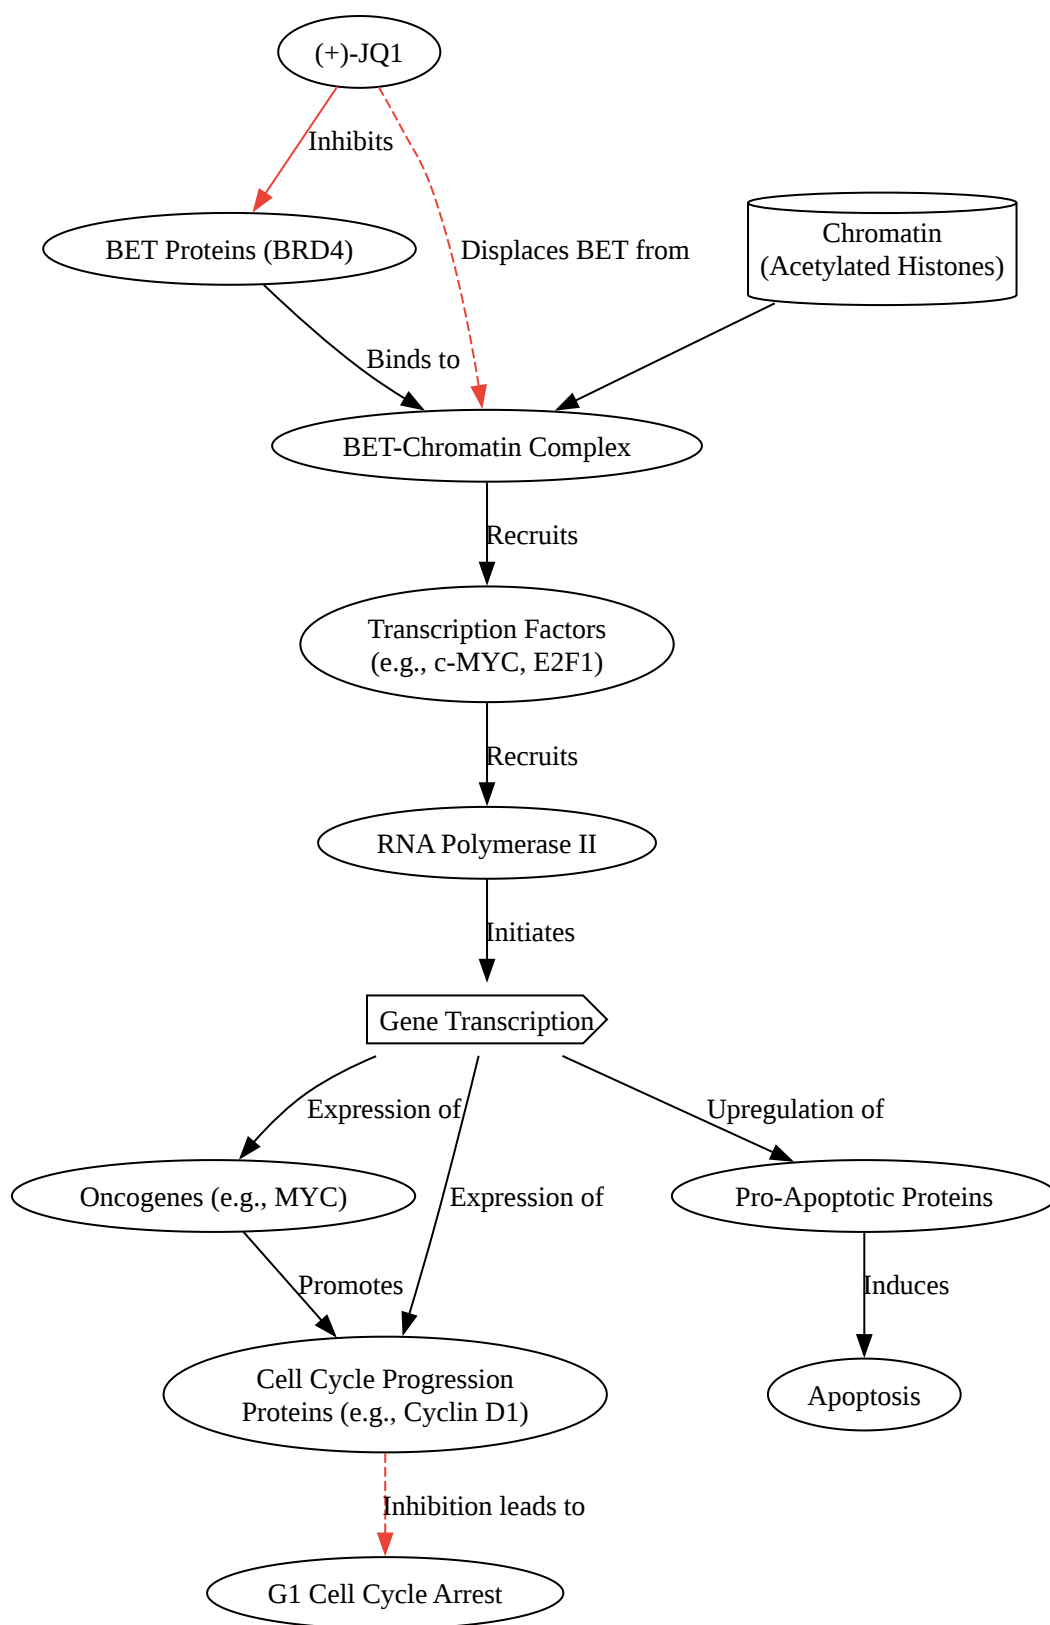 (+)-JQ1
Inhibits
BET Proteins (BRD4)
Displaces BET from
Chromatin
(Acetylated Histones)
Binds to
BET-Chromatin Complex
Recruits
Transcription Factors
(e.g., c-MYC, E2F1)
Recruits
RNA Polymerase II
Initiates
Gene Transcription
Expression of
Upregulation of
Oncogenes (e.g., MYC)
Expression of
Pro-Apoptotic Proteins
Promotes
Induces
Cell Cycle Progression
Proteins (e.g., Cyclin D1)
Apoptosis
Inhibition leads to
G1 Cell Cycle Arrest